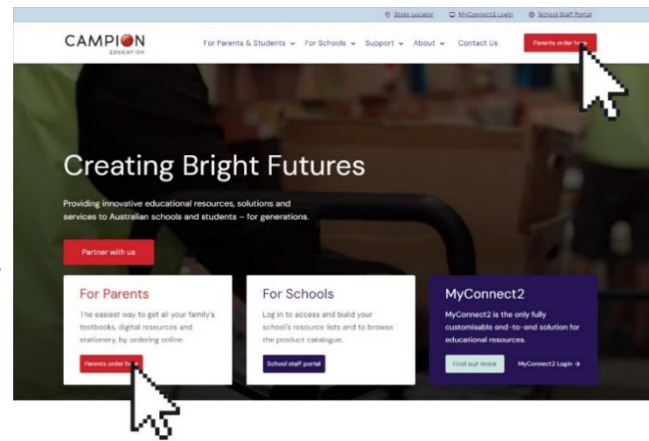 Store Locator MyConnect2 Login School Staff Portal
CAMPION
EDUCATION
For Parents & Students For Schools Support About Contact Us
Parents order here
Creating Bright Futures
Providing innovative educational resources, solutions and
services to Australian schools and students – for generations.
Partner with us
For Parents
The easiest way to get all your family's
textbooks, digital resources and
stationery, by ordering online.
Parents order
For Schools
Log in to access and build your
school's resource lists and to browse
the product catalogue.
School staff portal
MyConnect2
MyConnect2 is the only fully
customisable end-to-end solution for
educational resources.
Find out more MyConnect2 Login →